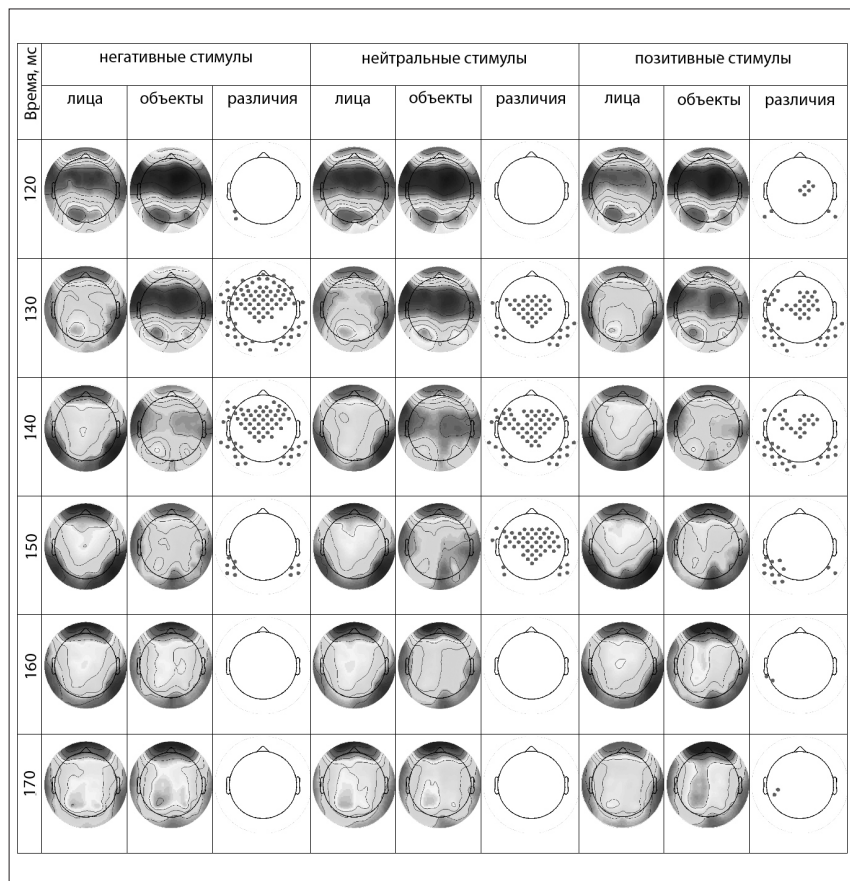 Время, мс
негативные стимулы нейтральные стимулы позитивные стимулы
лица объекты различия лица объекты различия лица объекты различия
120
130
140
150
160
170